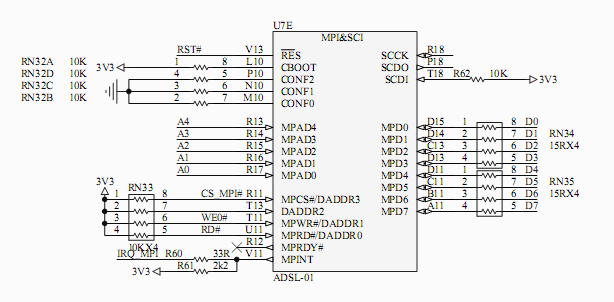 U7E
MPI&SCI
RST# V13 RES SCCK R18
RN32A 10K 3V3 1 8 L10 CBOOT SCDO P18
RN32D 10K 4 5 P10 CONF2 SCDI T18 R62 10K 3V3
RN32C 10K 3 6 N10 CONF1
RN32B 10K 2 7 M10 CONF0
A4 R13 MPAD4 MPD0 D15 1 8 D0
A3 R14 MPAD3 MPD1 D14 2 7 D1 RN34
A2 R15 MPAD2 MPD2 C13 3 6 D2 15RX4
A1 R16 MPAD1 MPD3 D13 4 5 D3
A0 R17 MPAD0 MPD4 D11 1 8 D4
MPD5 C11 2 7 D5 RN35
3V3 1 RN33 8 CS_MPI# R11 MPCS#/DADDR3 MPD6 B11 3 6 D6 15RX4
2 7 T13 DADDR2 MPD7 A11 4 5 D7
3 6 WE0# T11 MPWR#/DADDR1
4 5 RD# U11 MPRD#/DADDR0
10KX4 R12 MPRDY#
IRQ_MPI R60 33R V11 MPINT
3V3 R61 2k2 ADSL-01